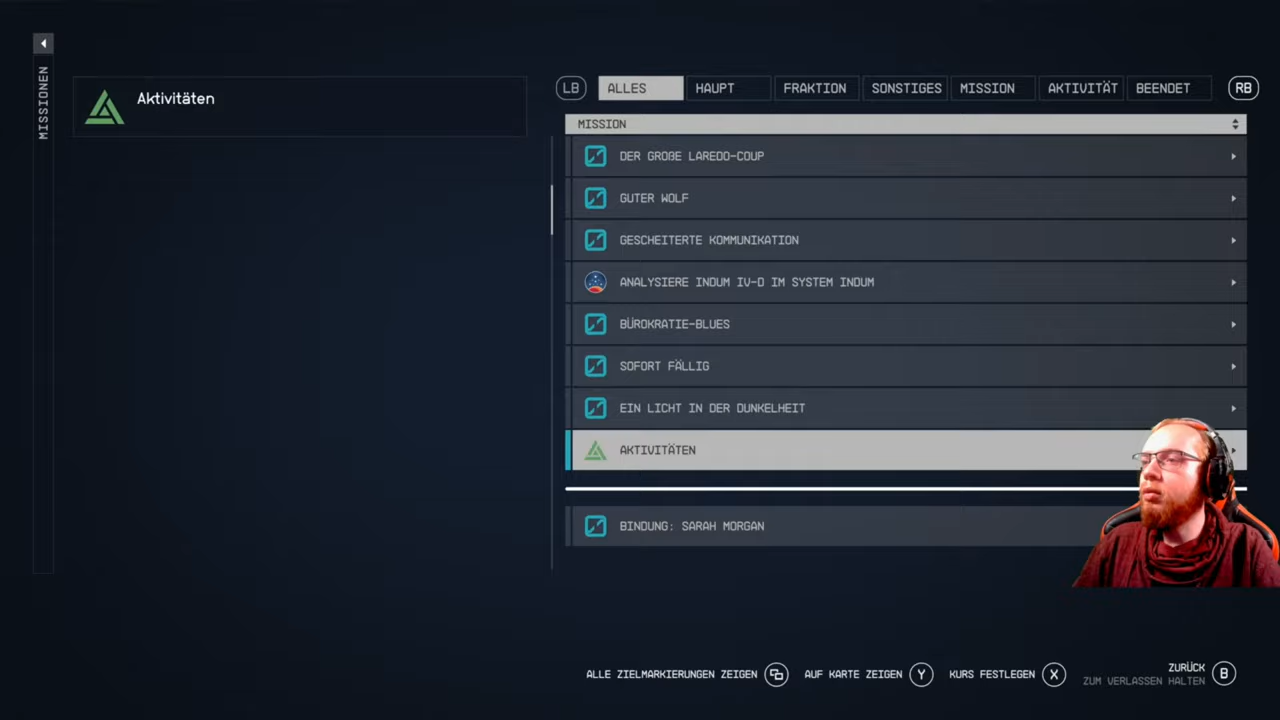 MISSIONEN
Aktivitäten
LB ALLES HAUPT FRAKTION SONSTIGES MISSION AKTIVITÄT BEENDET RB
MISSION
DER GROßE LAREDO-COUP
GUTER WOLF
GESCHEITERTE KOMMUNIKATION
ANALYSIERE INDUM IV-D IM SYSTEM INDUM
BÜROKRATIE-BLUES
SOFORT FÄLLIG
EIN LICHT IN DER DUNKELHEIT
AKTIVITÄTEN
BINDUNG: SARAH MORGAN
ALLE ZIELMARKIERUNGEN ZEIGEN AUF KARTE ZEIGEN Y KURS FESTLEGEN X ZURÜCK B
ZUM VERLASSEN HALTEN